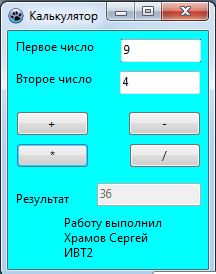 Калькулятор
Первое число 9
Второе число 4
+ -
* /
Результат 36
Работу выполнил
Храмов Сергей
ИВТ2